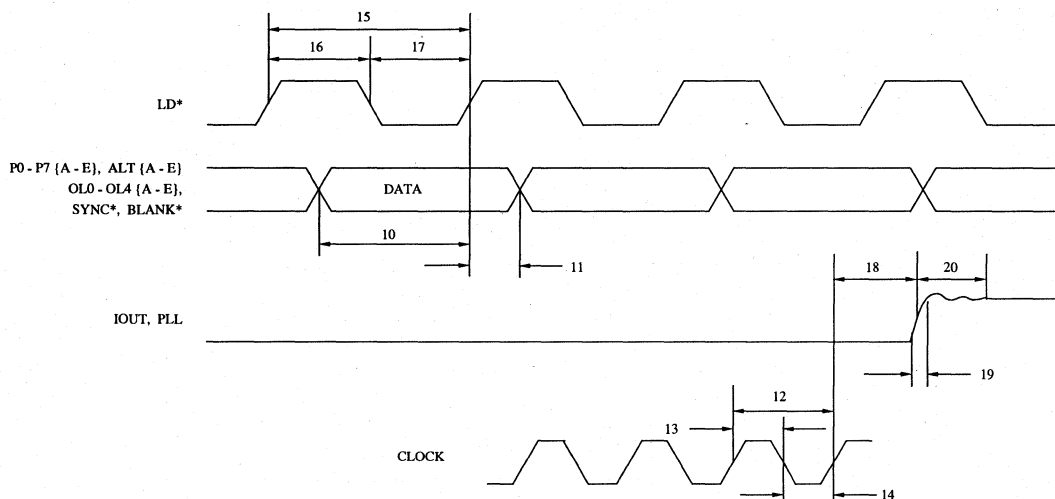 15
16
17
LD*
P0 - P7 {A - E}, ALT {A - E}
OL0 - OL4 {A - E},
SYNC*, BLANK*
DATA
10
11
18
20
IOUT, PLL
19
12
13
CLOCK
14